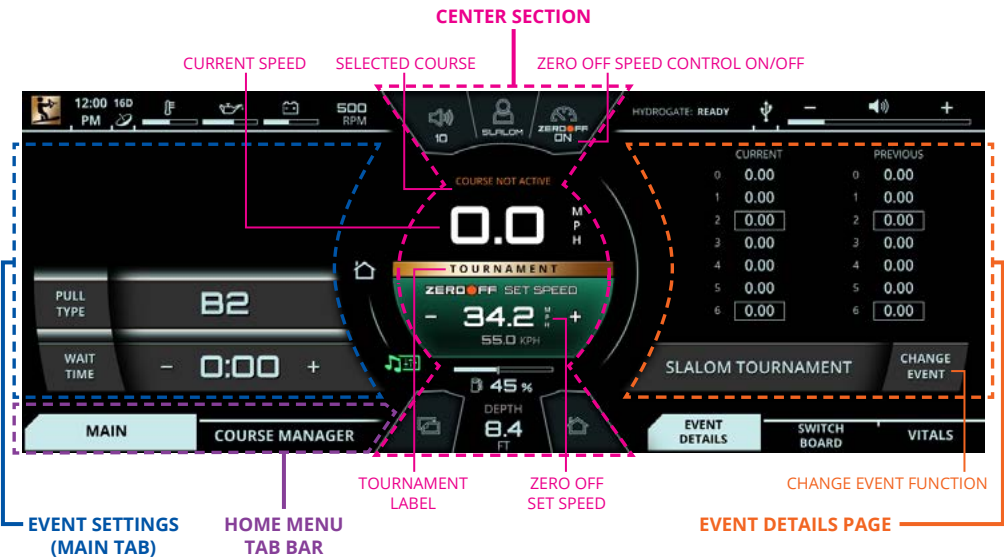 CENTER SECTION
CURRENT SPEED
SELECTED COURSE
ZERO OFF SPEED CONTROL ON/OFF
12:00 16D
PM
500
RPM
10
SLALOM
ZEROOFF
ON
HYDROGATE: READY
–
+
COURSE NOT ACTIVE
0.0
M
P
H
TOURNAMENT
ZEROOFF SET SPEED
– 34.2 MPH +
55.0 KPH
45 %
DEPTH
8.4
FT
PULL
TYPE
B2
WAIT
TIME
– 0:00 +
MAIN
COURSE MANAGER
CURRENT
PREVIOUS
0 0.00 0 0.00
1 0.00 1 0.00
2 0.00 2 0.00
3 0.00 3 0.00
4 0.00 4 0.00
5 0.00 5 0.00
6 0.00 6 0.00
SLALOM TOURNAMENT
CHANGE
EVENT
EVENT
DETAILS
SWITCH
BOARD
VITALS
TOURNAMENT
LABEL
ZERO OFF
SET SPEED
CHANGE EVENT FUNCTION
EVENT SETTINGS
(MAIN TAB)
HOME MENU
TAB BAR
EVENT DETAILS PAGE